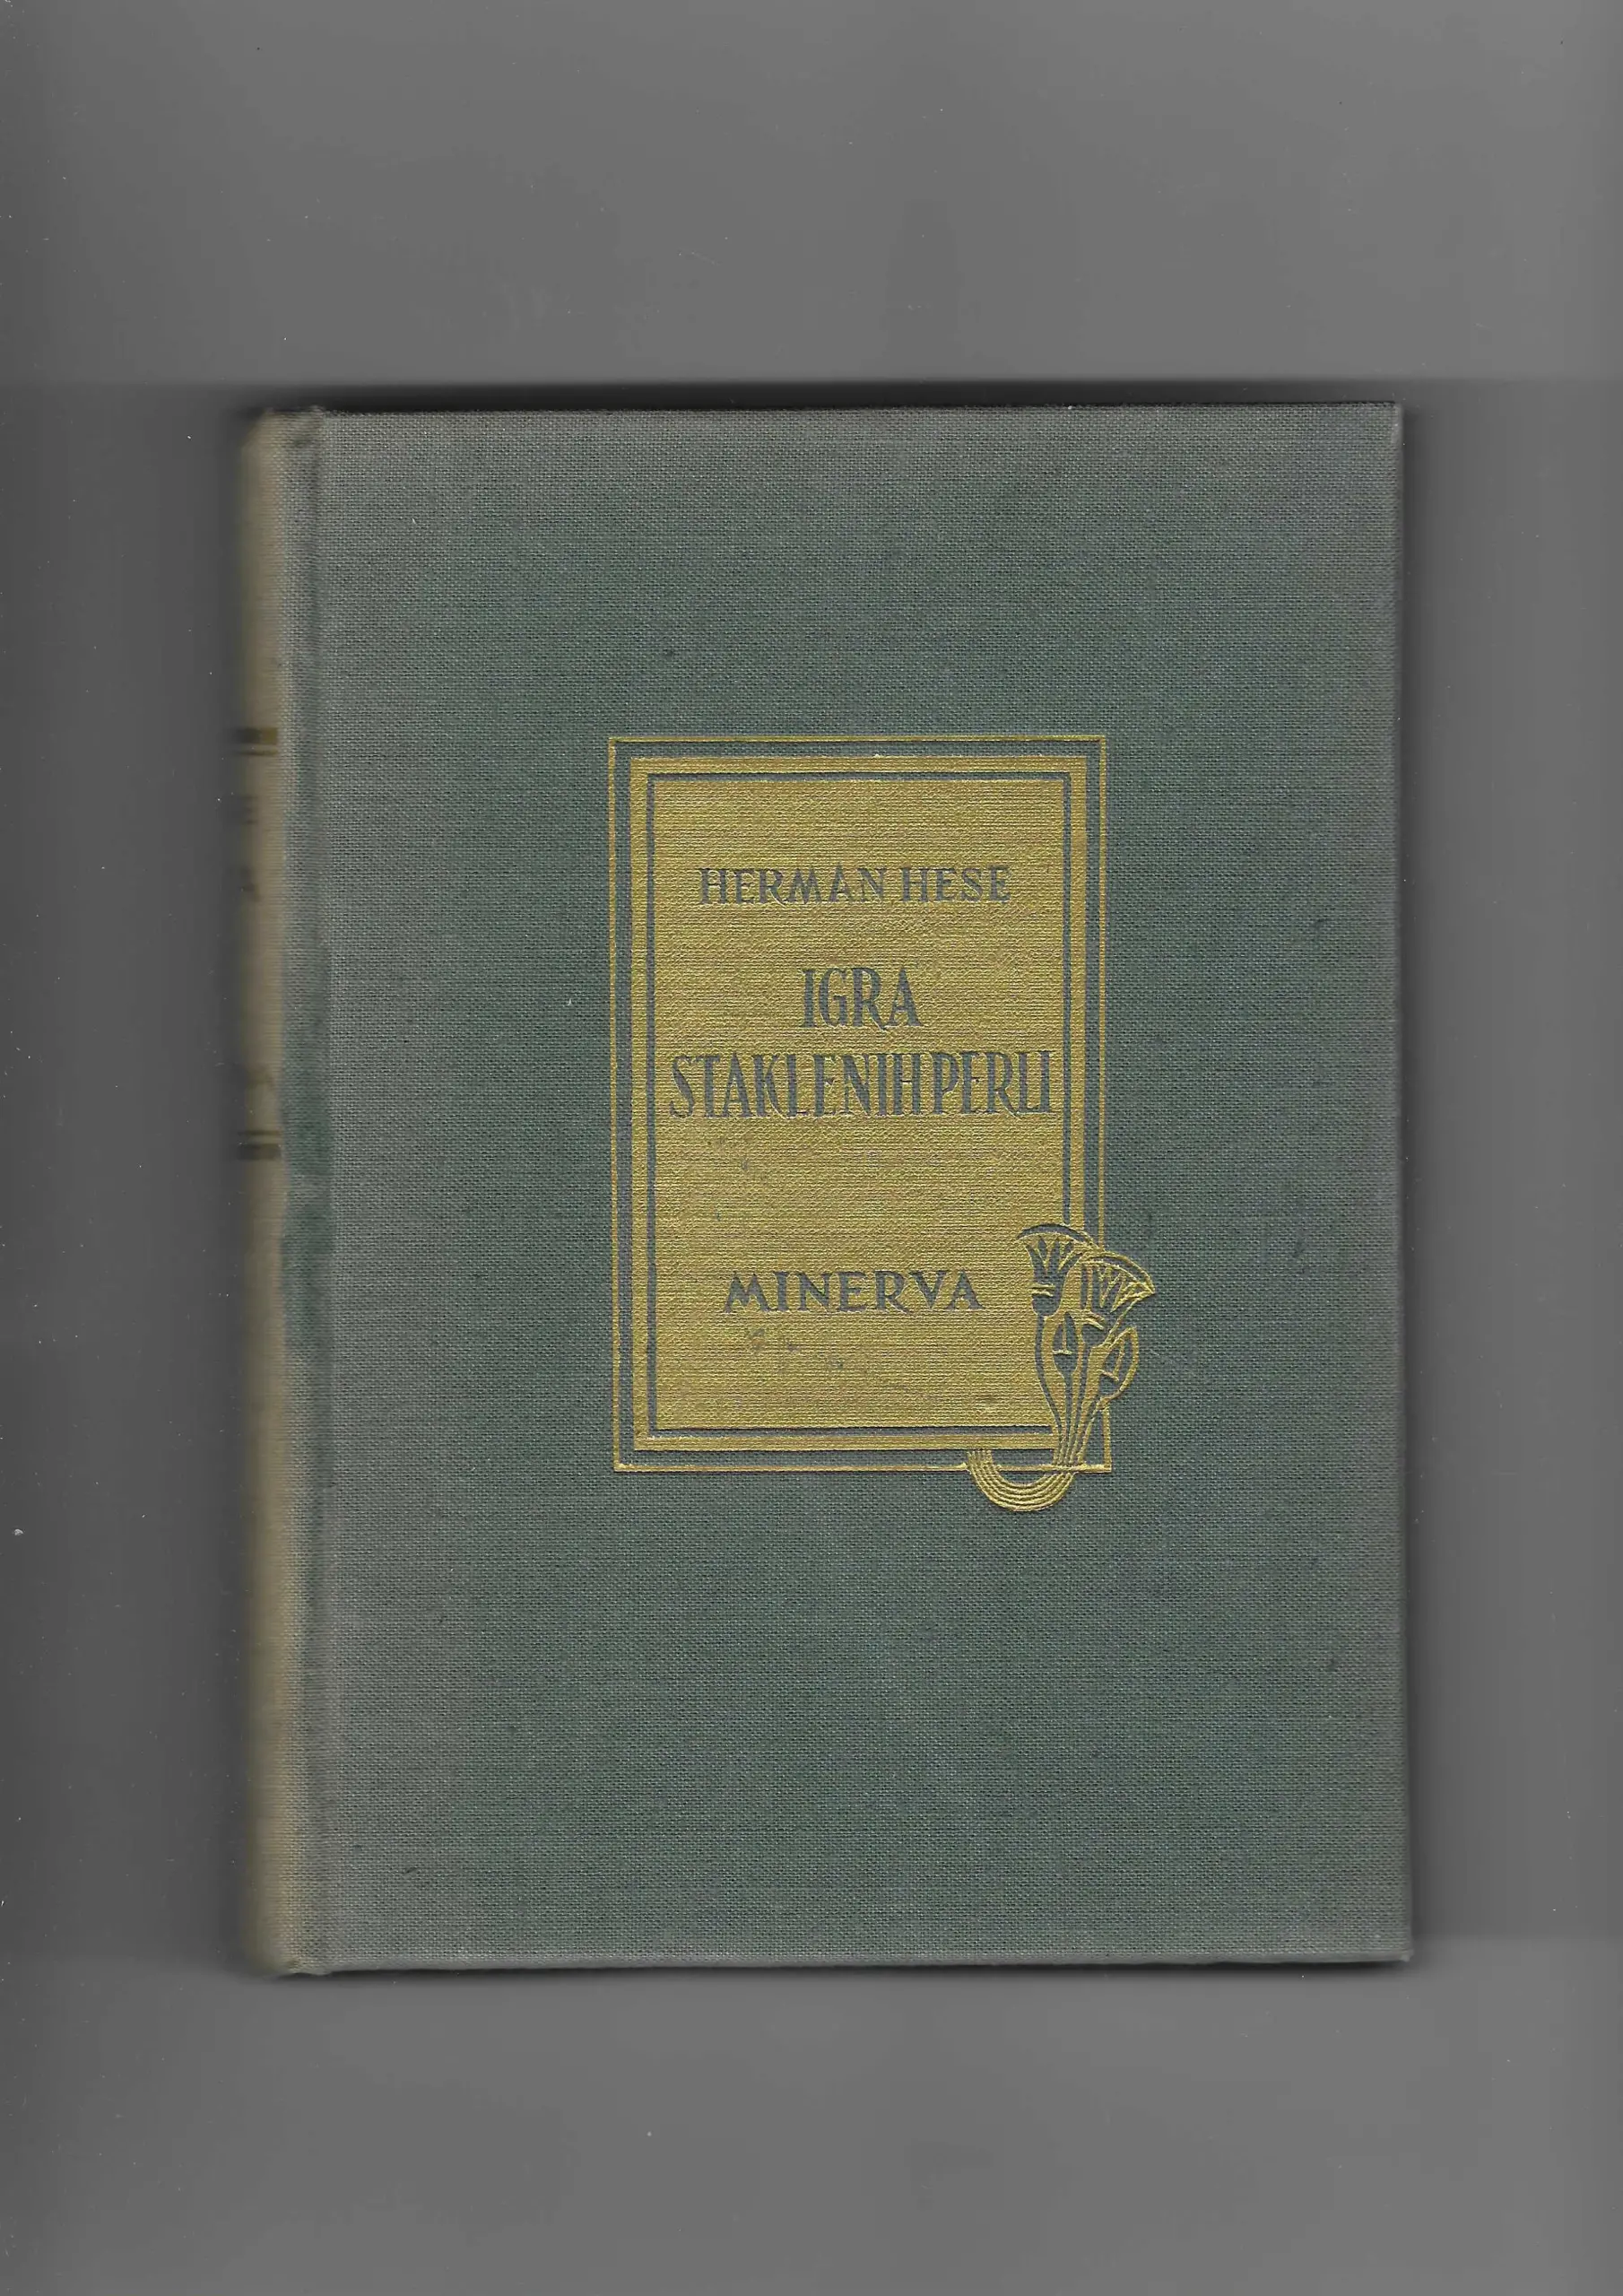 HERMAN HESE
IGRA
STAKLENIH PERLI
MINERVA